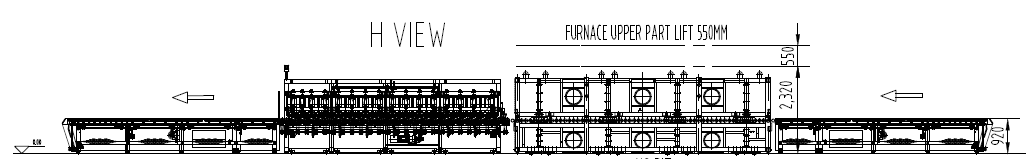 H VIEW
FURNACE UPPER PART LIFT 550MM
550
2,320
920
0.00